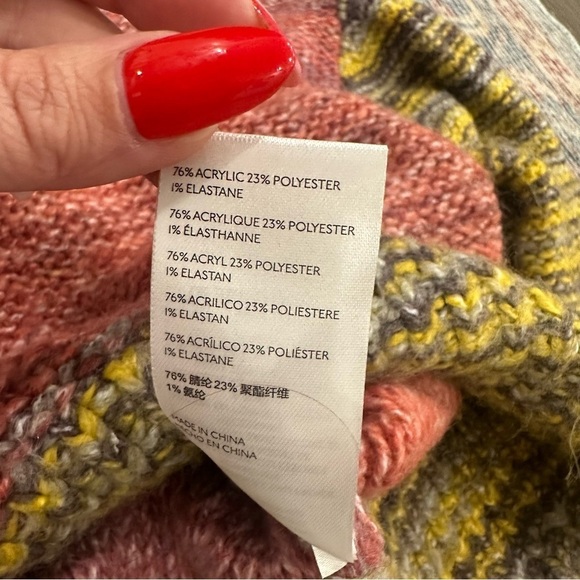 76% ACRYLIC 23% POLYESTER
1% ELASTANE
76% ACRYLIQUE 23% POLYESTER
1% ÉLASTHANNE
76% ACRYL 23% POLYESTER
1% ELASTAN
76% ACRILICO 23% POLIESTERE
1% ELASTAN
76% ACRÍLICO 23% POLIÉSTER
1% ELASTANE
76% 腈纶 23% 聚酯纤维
1% 氨纶
MADE IN CHINA
HECHO EN CHINA